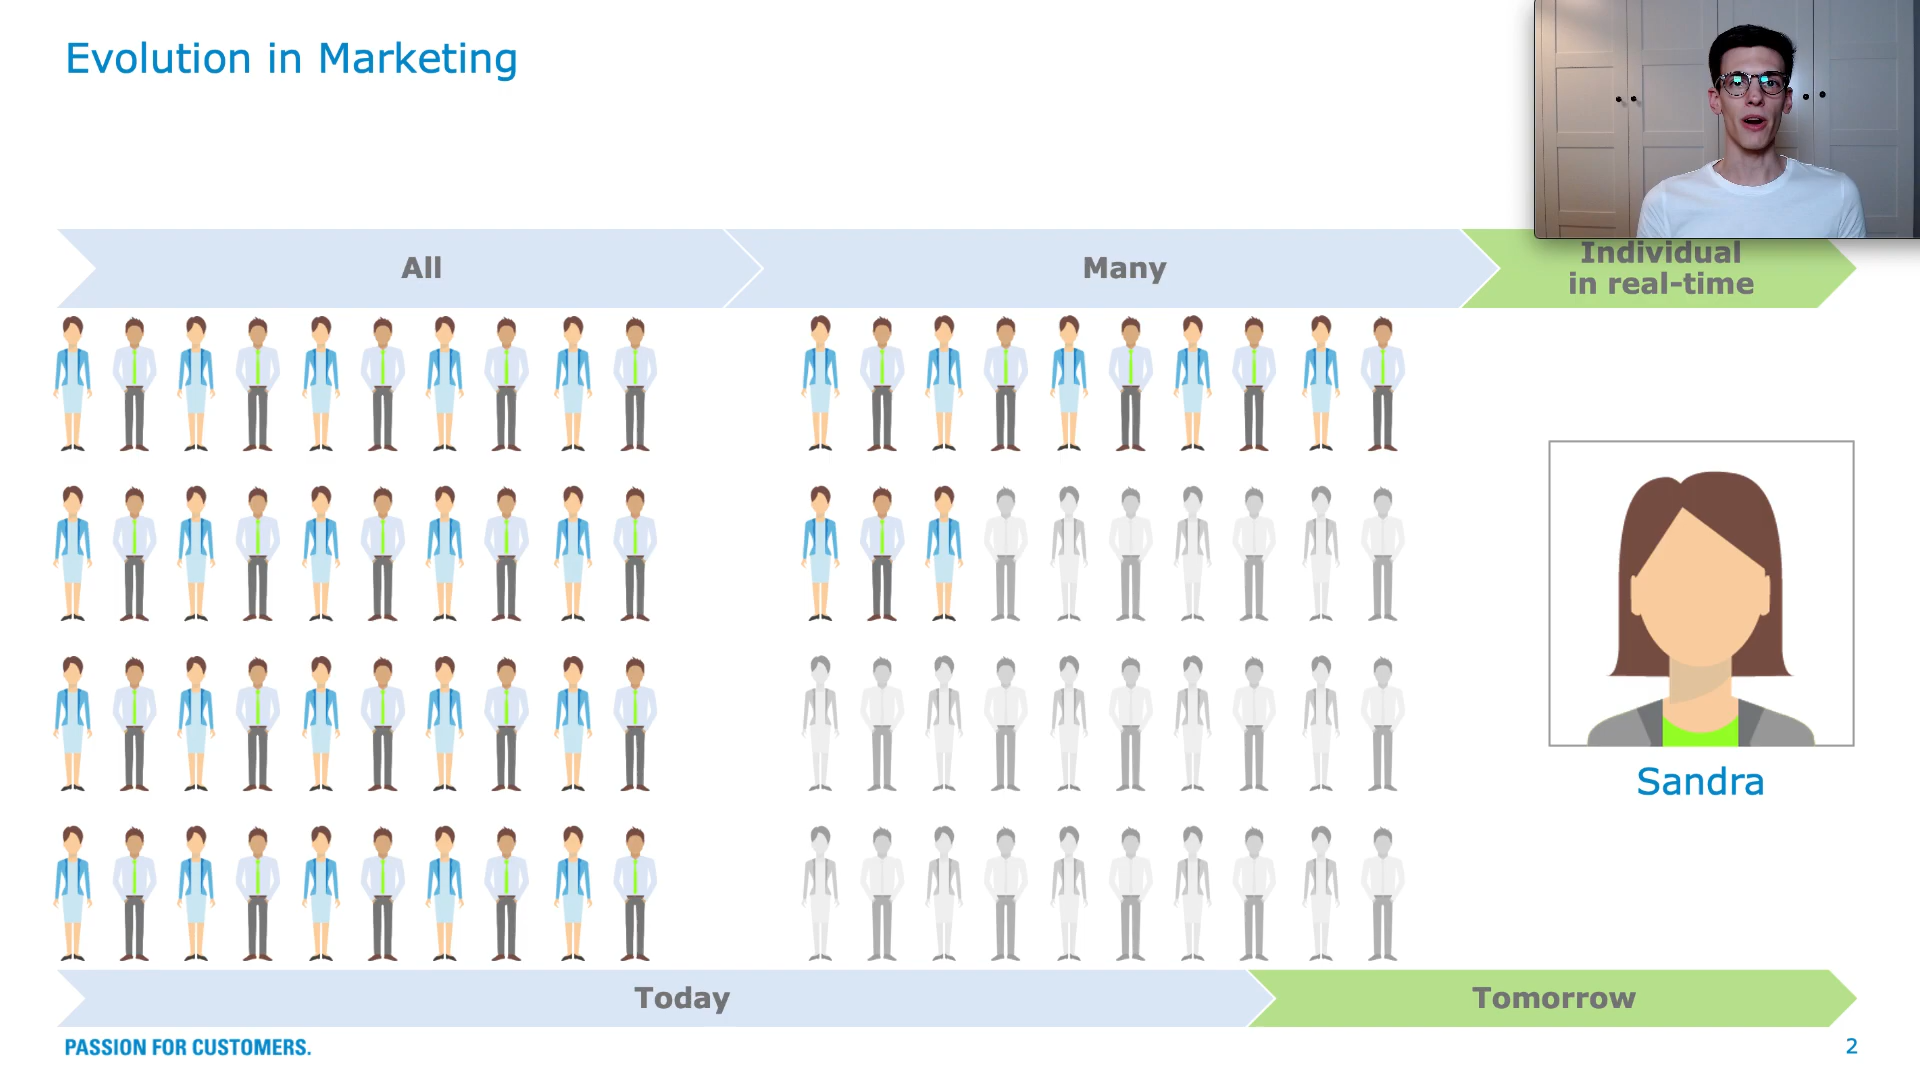 Evolution in Marketing
All
Many
Individual
in real-time
Sandra
Today
Tomorrow
PASSION FOR CUSTOMERS.
2